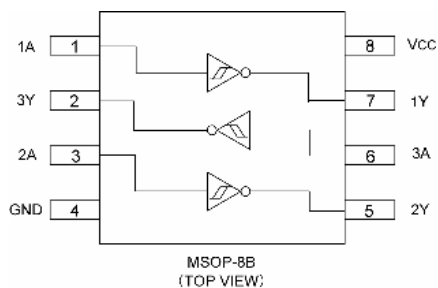 1A 1 8 VCC
3Y 2 7 1Y
2A 3 6 3A
GND 4 5 2Y
MSOP-8B
(TOP VIEW)